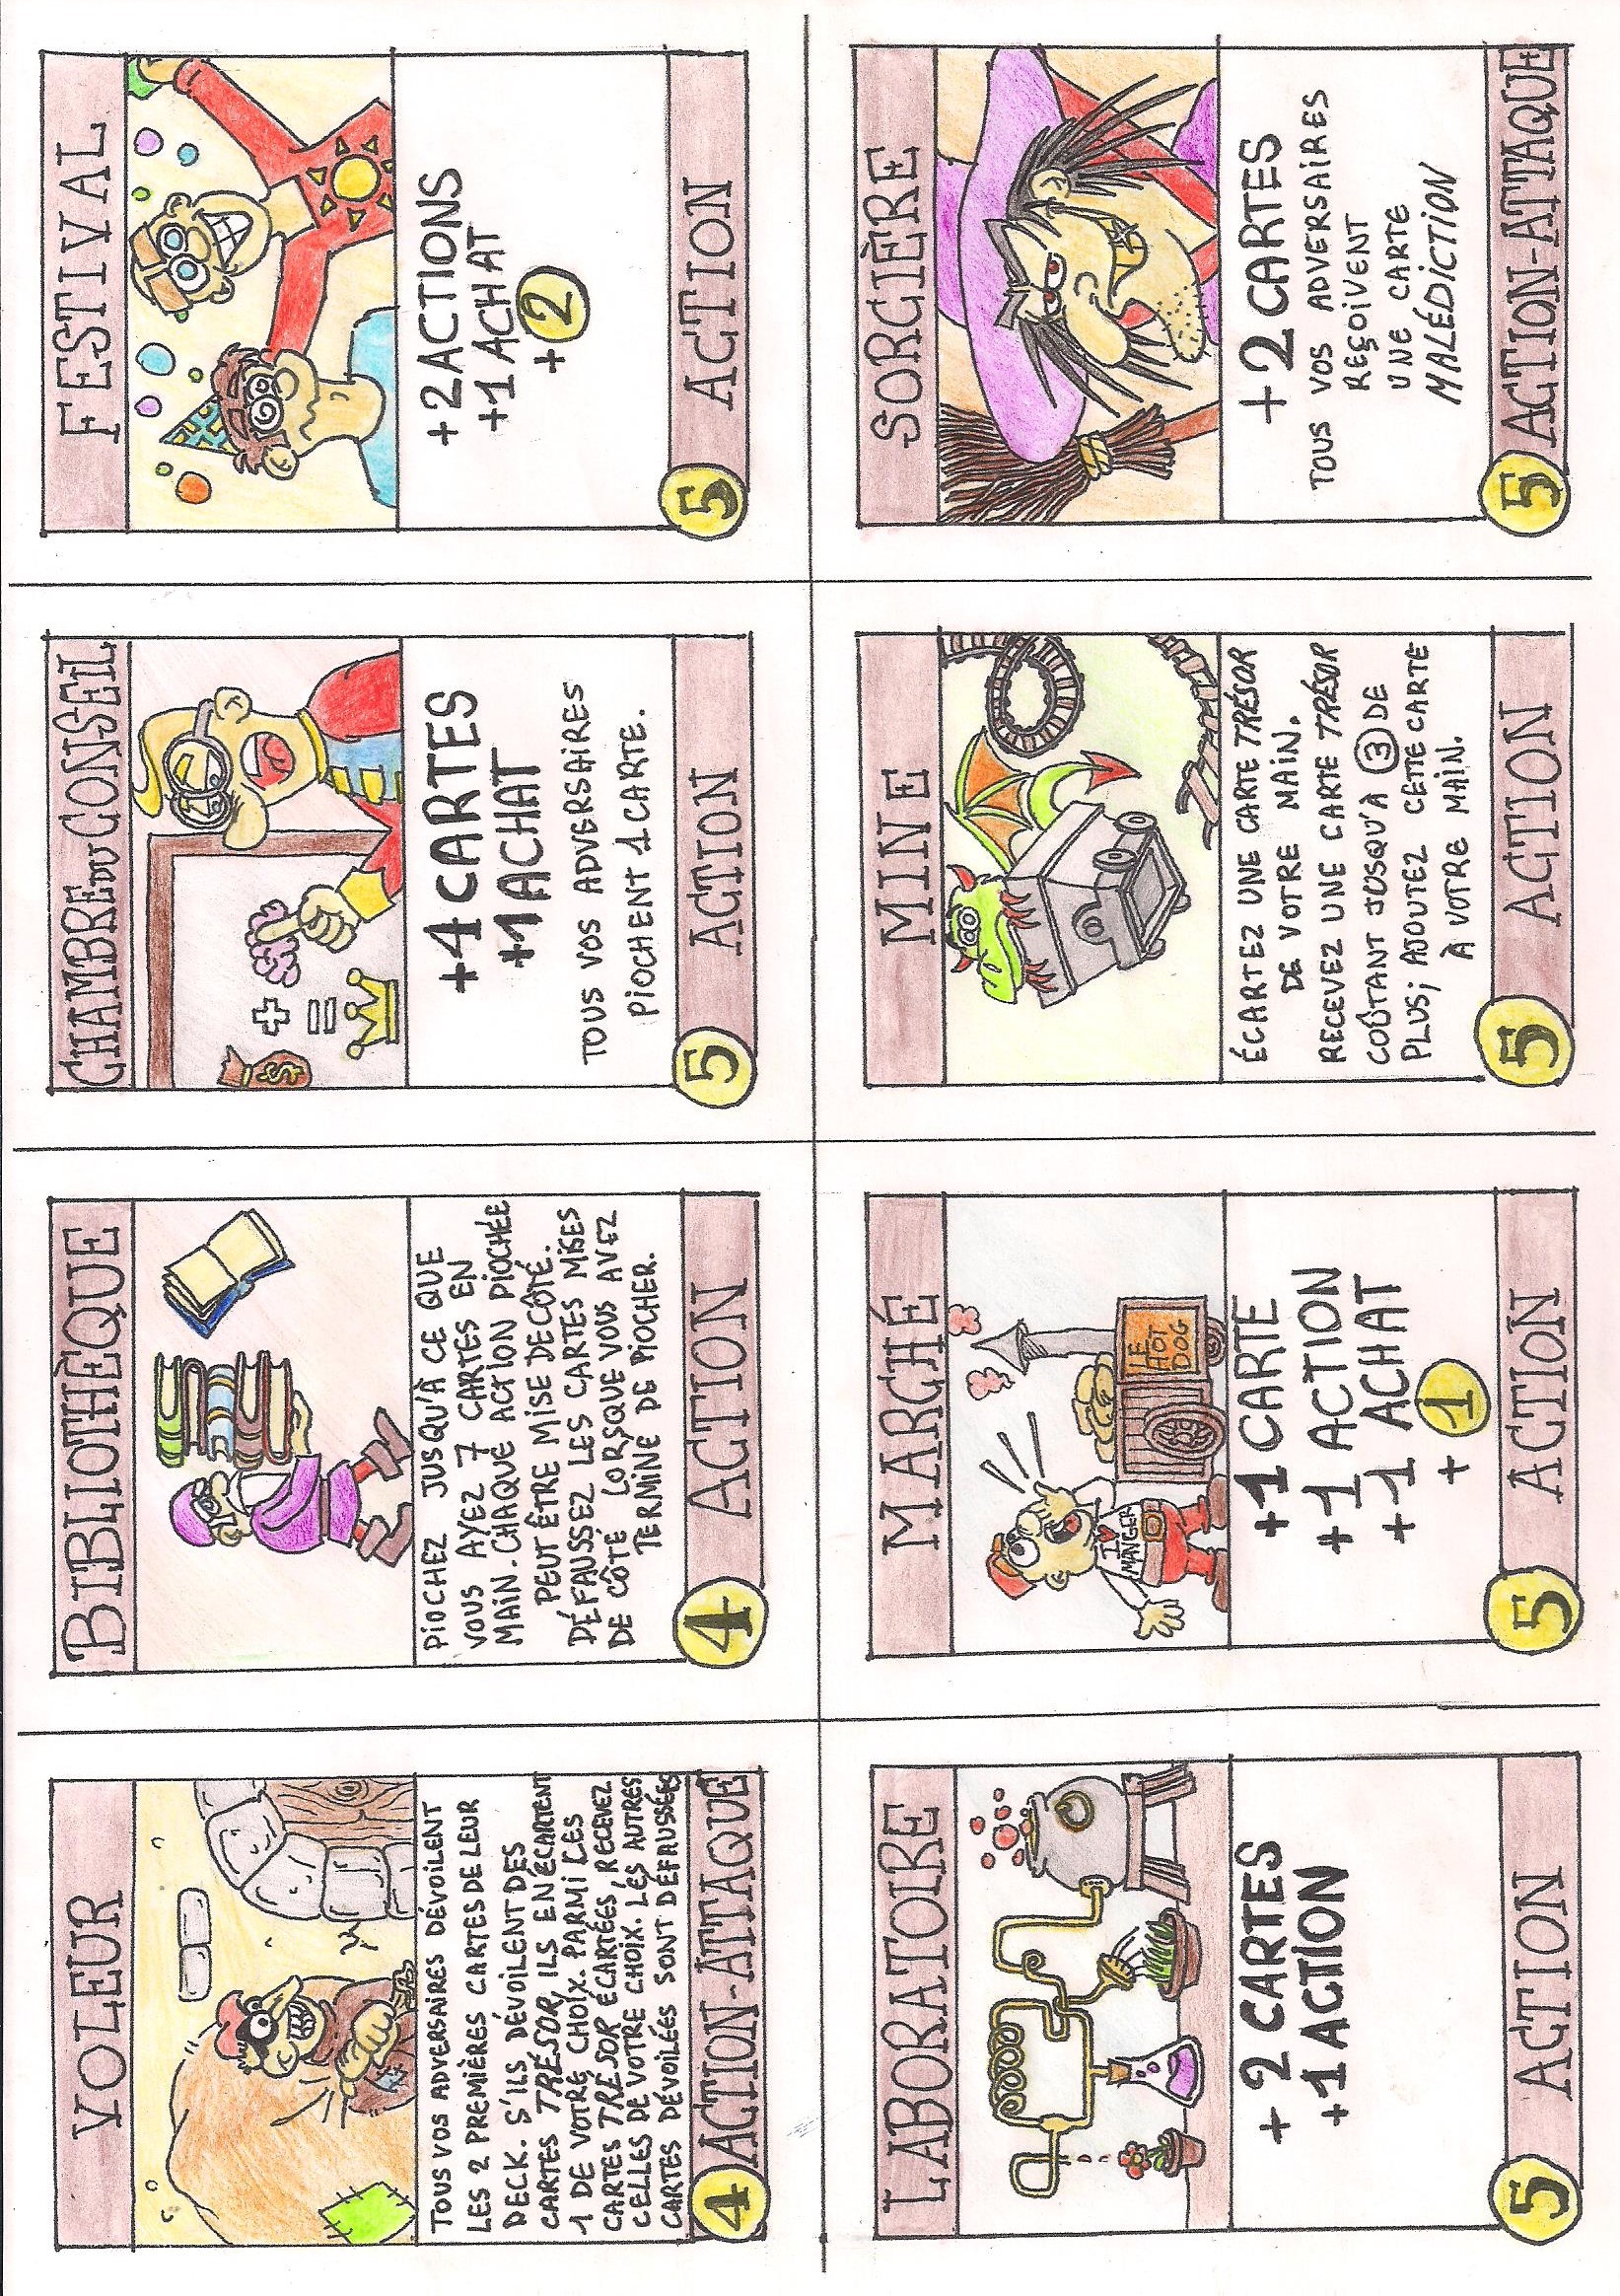 VOLEUR
TOUS VOS ADVERSAIRES DÉVOILENT
LES 2 PREMIÈRES CARTES DE LEUR
DECK. S'ILS DÉVOILENT DES
CARTES TRÉSOR, ILS EN ÉCARTENT
1 DE VOTRE CHOIX. PARMI CES
CARTES TRÉSOR ÉCARTÉES, RECEVEZ
CELLES DE VOTRE CHOIX. LES AUTRES
CARTES DÉVOILÉES SONT DÉFAUSSÉES
4 ACTION-ATTAQUE
BIBLIOTHÈQUE
PIOCHEZ JUSQU'À CE QUE
VOUS AYEZ 7 CARTES EN
MAIN. CHAQUE ACTION PIOCHÉE
PEUT ÊTRE MISE DE CÔTÉ.
DÉFAUSSEZ LES CARTES MISES
DE CÔTÉ LORSQUE VOUS AVEZ
TERMINÉ DE PIOCHER.
4 ACTION
CHAMBRE DU CONSEIL
$ + =
+4 CARTES
+1 ACHAT
TOUS VOS ADVERSAIRES
PIOCHENT 1 CARTE.
5 ACTION
FESTIVAL
+2 ACTIONS
+1 ACHAT
+ 2
5 ACTION
LABORATOIRE
+ 2 CARTES
+1 ACTION
5 ACTION
MARCHÉ
I ♥
MANGER
LE
HOT
DOG
+1 CARTE
+1 ACTION
+1 ACHAT
+ 1
5 ACTION
MINE
ÉCARTEZ UNE CARTE TRÉSOR
DE VOTRE MAIN.
RECEVEZ UNE CARTE TRÉSOR
COÛTANT JUSQU'À 3 DE
PLUS; AJOUTEZ CETTE CARTE
À VOTRE MAIN.
5 ACTION
SORCIÈRE
+2 CARTES
TOUS VOS ADVERSAIRES
REÇOIVENT
UNE CARTE
MALÉDICTION
5 ACTION-ATTAQUE